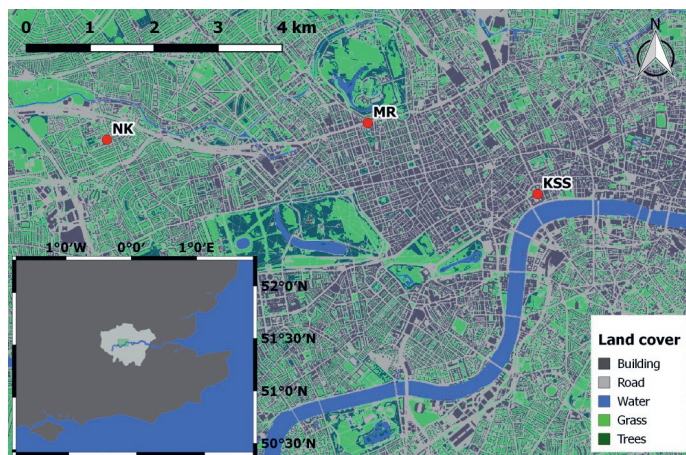 0 1 2 3 4 km
N
MR
NK
KSS
1°0'W 0°0' 1°0'E
52°0'N
51°30'N
51°0'N
50°30'N
Land cover
Building
Road
Water
Grass
Trees